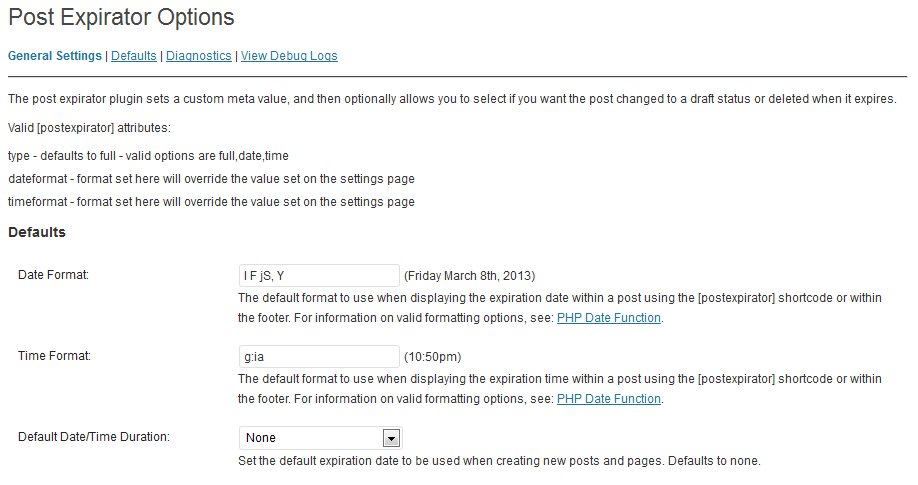 Post Expirator Options
General Settings | Defaults | Diagnostics | View Debug Logs
The post expirator plugin sets a custom meta value, and then optionally allows you to select if you want the post changed to a draft status or deleted when it expires.
Valid [postexpirator] attributes:
type - defaults to full - valid options are full,date,time
dateformat - format set here will override the value set on the settings page
timeformat - format set here will override the value set on the settings page
Defaults
Date Format: l F jS, Y (Friday March 8th, 2013)
The default format to use when displaying the expiration date within a post using the [postexpirator] shortcode or within
the footer. For information on valid formatting options, see: PHP Date Function.
Time Format: g:ia (10:50pm)
The default format to use when displaying the expiration time within a post using the [postexpirator] shortcode or within
the footer. For information on valid formatting options, see: PHP Date Function.
Default Date/Time Duration: None
Set the default expiration date to be used when creating new posts and pages. Defaults to none.